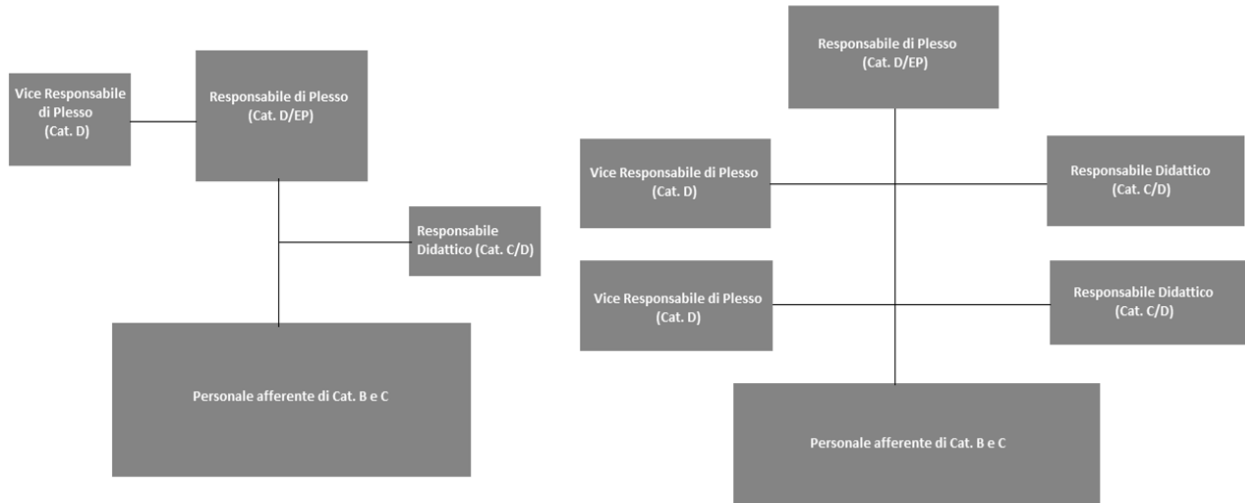 Vice Responsabile
di Plesso
(Cat. D)
Responsabile di Plesso
(Cat. D/EP)
Responsabile
Didattico (Cat. C/D)
Personale afferente di Cat. B e C
Responsabile di Plesso
(Cat. D/EP)
Vice Responsabile di Plesso
(Cat. D)
Responsabile Didattico
(Cat. C/D)
Vice Responsabile di Plesso
(Cat. D)
Responsabile Didattico
(Cat. C/D)
Personale afferente di Cat. B e C